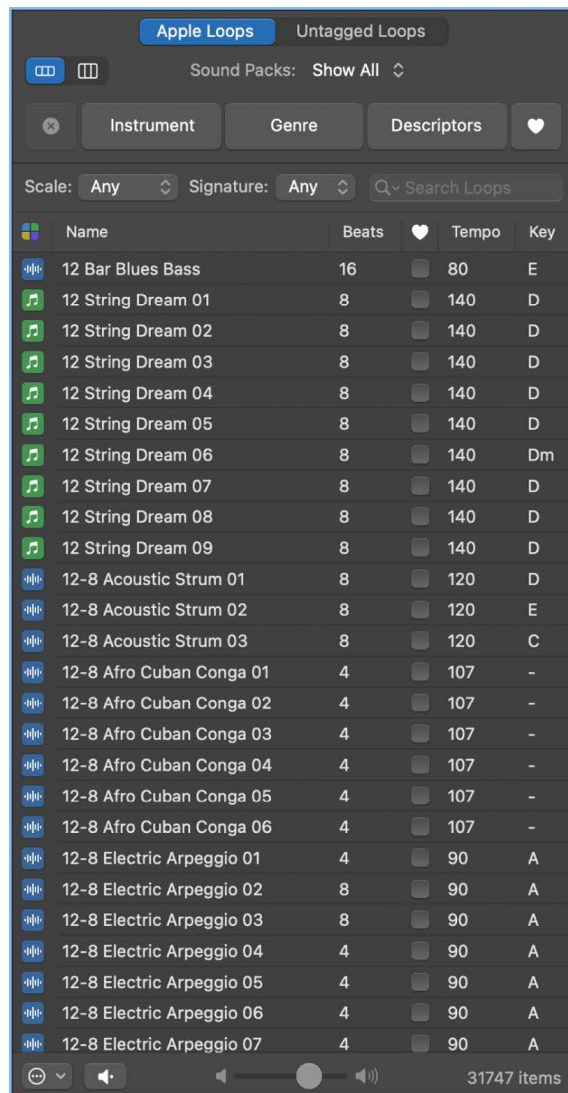 Apple Loops Untagged Loops
Sound Packs: Show All
Instrument Genre Descriptors
Scale: Any Signature: Any Search Loops
Name Beats Tempo Key
12 Bar Blues Bass 16 80 E
12 String Dream 01 8 140 D
12 String Dream 02 8 140 D
12 String Dream 03 8 140 D
12 String Dream 04 8 140 D
12 String Dream 05 8 140 D
12 String Dream 06 8 140 Dm
12 String Dream 07 8 140 D
12 String Dream 08 8 140 D
12 String Dream 09 8 140 D
12-8 Acoustic Strum 01 8 120 D
12-8 Acoustic Strum 02 8 120 E
12-8 Acoustic Strum 03 8 120 C
12-8 Afro Cuban Conga 01 4 107 -
12-8 Afro Cuban Conga 02 4 107 -
12-8 Afro Cuban Conga 03 4 107 -
12-8 Afro Cuban Conga 04 4 107 -
12-8 Afro Cuban Conga 05 4 107 -
12-8 Afro Cuban Conga 06 4 107 -
12-8 Electric Arpeggio 01 4 90 A
12-8 Electric Arpeggio 02 8 90 A
12-8 Electric Arpeggio 03 8 90 A
12-8 Electric Arpeggio 04 4 90 A
12-8 Electric Arpeggio 05 4 90 A
12-8 Electric Arpeggio 06 4 90 A
12-8 Electric Arpeggio 07 4 90 A
31747 items